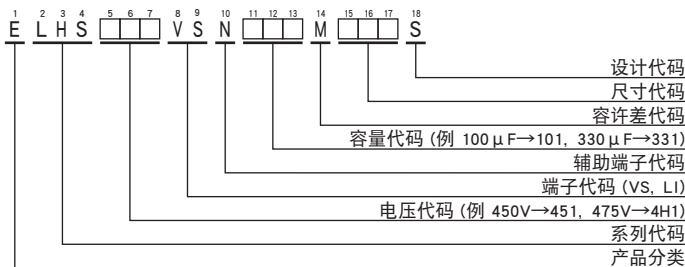 1 2 3 4 5 6 7 8 9 10 11 12 13 14 15 16 17 18
E L H S □□□ V S N □□□ M □□□ S
设计代码
尺寸代码
容许差代码
容量代码 (例 100μF→101, 330μF→331)
辅助端子代码
端子代码 (VS, LI)
电压代码 (例 450V→451, 475V→4H1)
系列代码
产品分类